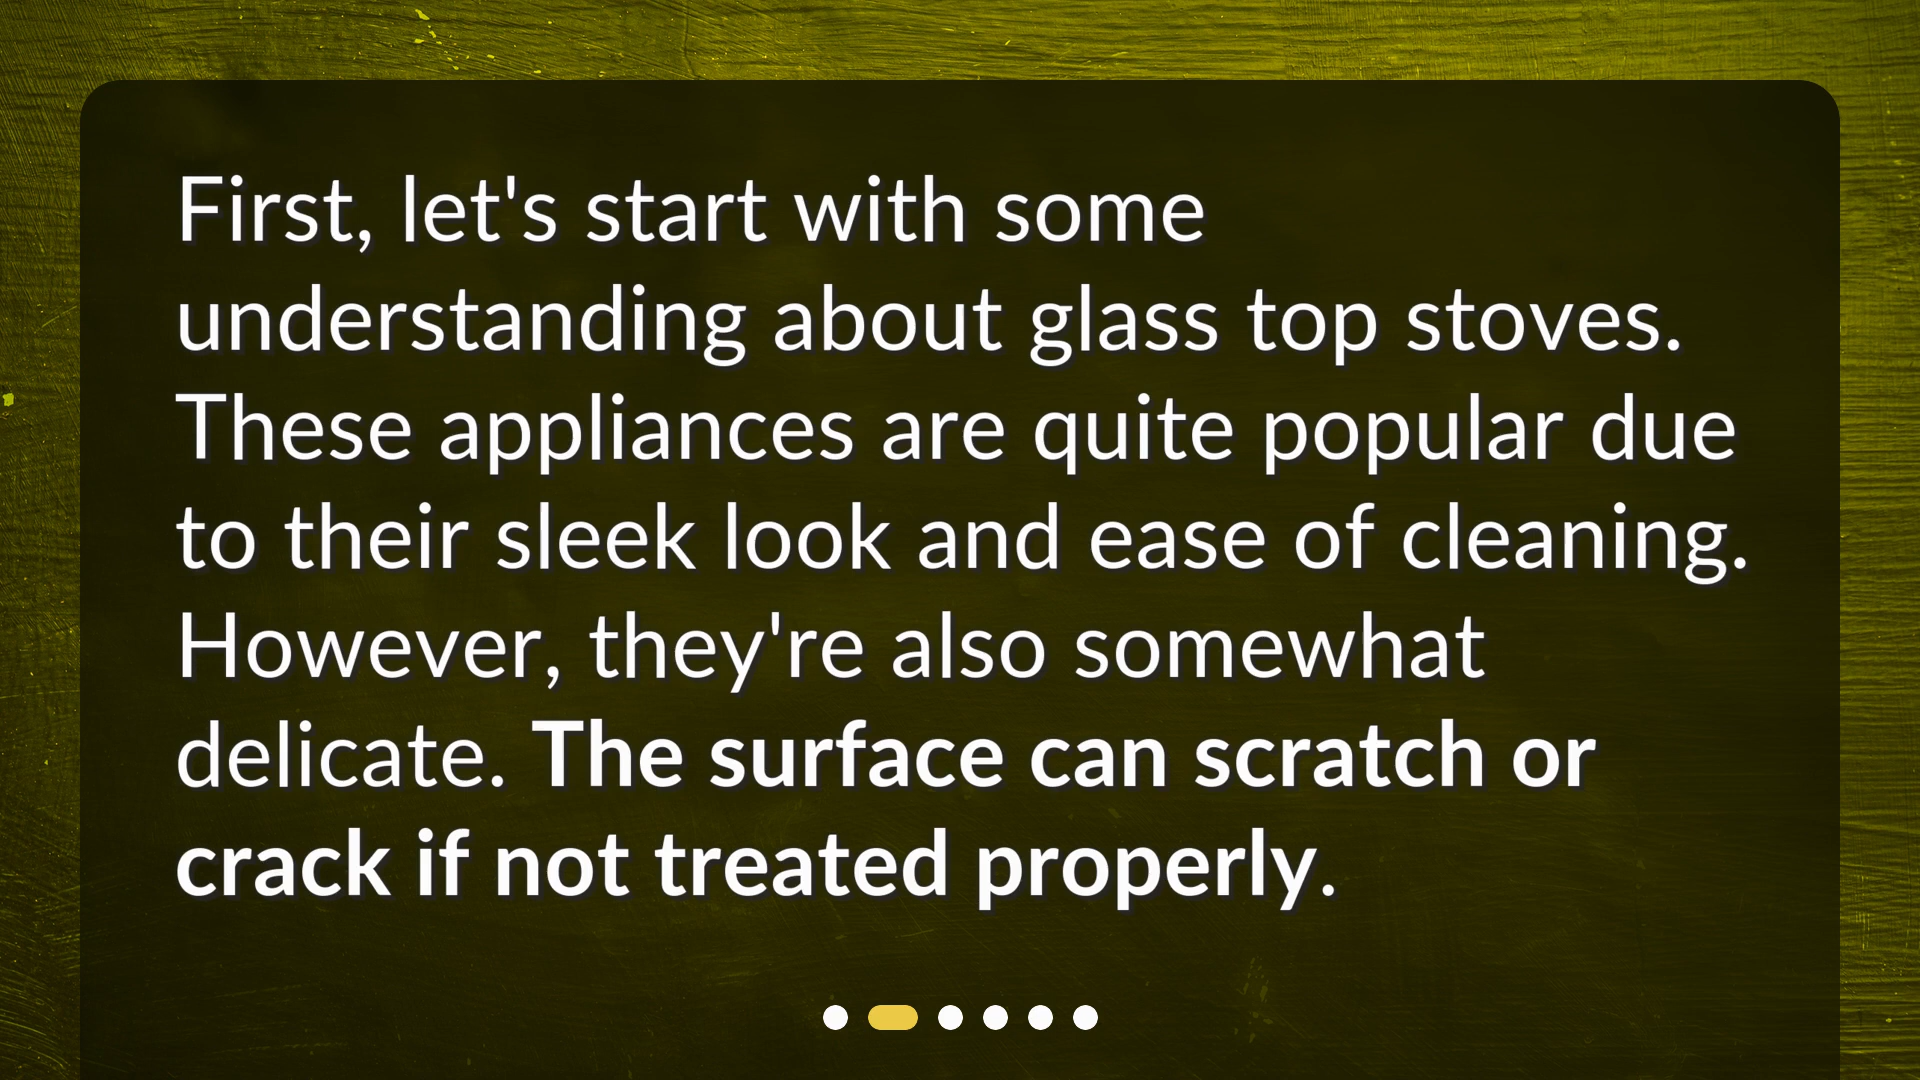 First, let's start with some
understanding about glass top stoves.
These appliances are quite popular due
to their sleek look and ease of cleaning.
However, they're also somewhat
delicate. The surface can scratch or
crack if not treated properly.